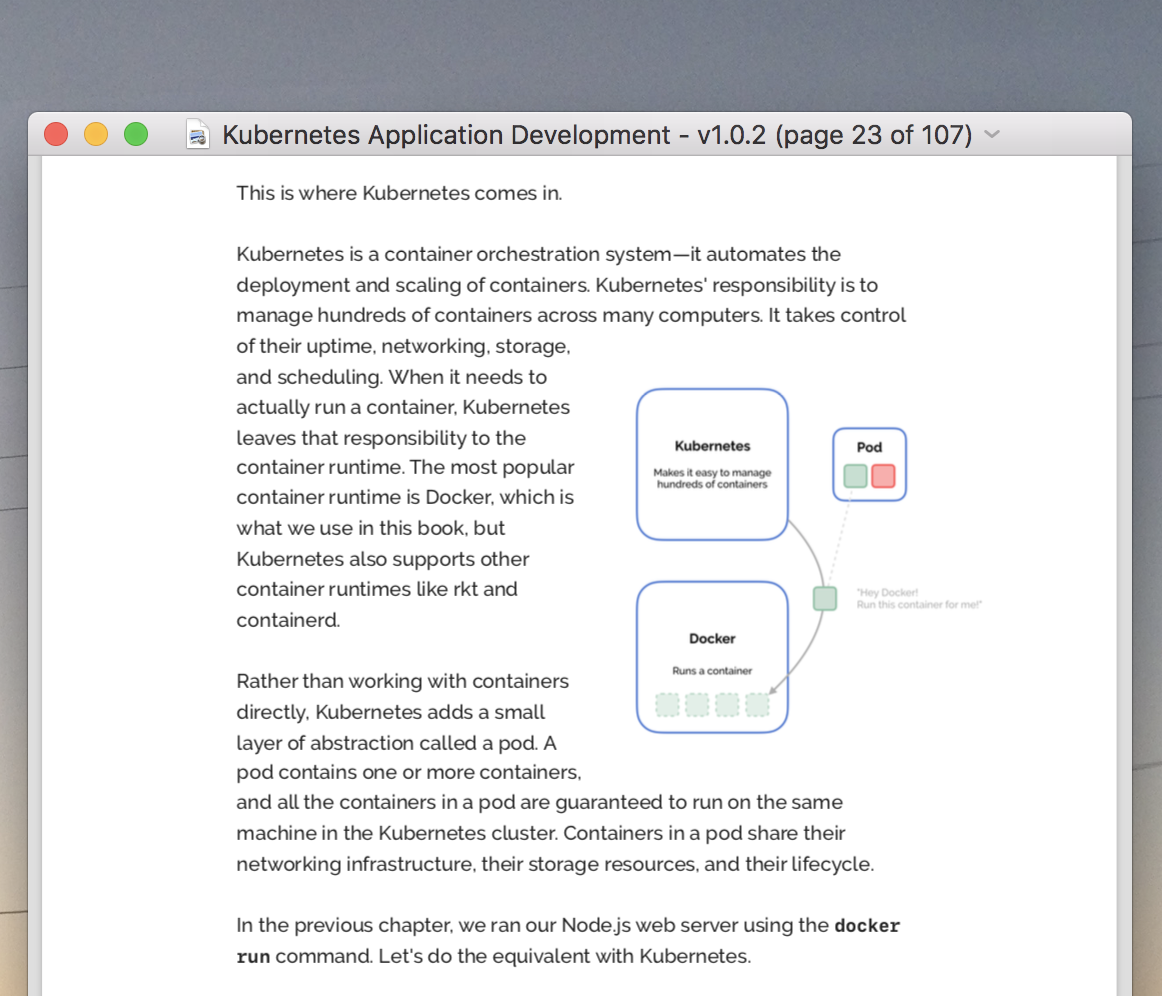 Kubernetes Application Development - v1.0.2 (page 23 of 107)
This is where Kubernetes comes in.
Kubernetes is a container orchestration system—it automates the
deployment and scaling of containers. Kubernetes' responsibility is to
manage hundreds of containers across many computers. It takes control
of their uptime, networking, storage,
and scheduling. When it needs to
actually run a container, Kubernetes
leaves that responsibility to the
container runtime. The most popular
container runtime is Docker, which is
what we use in this book, but
Kubernetes also supports other
container runtimes like rkt and
containerd.
Kubernetes
Makes it easy to manage
hundreds of containers
Pod
"Hey Docker!
Run this container for me!"
Docker
Runs a container
Rather than working with containers
directly, Kubernetes adds a small
layer of abstraction called a pod. A
pod contains one or more containers,
and all the containers in a pod are guaranteed to run on the same
machine in the Kubernetes cluster. Containers in a pod share their
networking infrastructure, their storage resources, and their lifecycle.
In the previous chapter, we ran our Node.js web server using the docker
run command. Let's do the equivalent with Kubernetes.